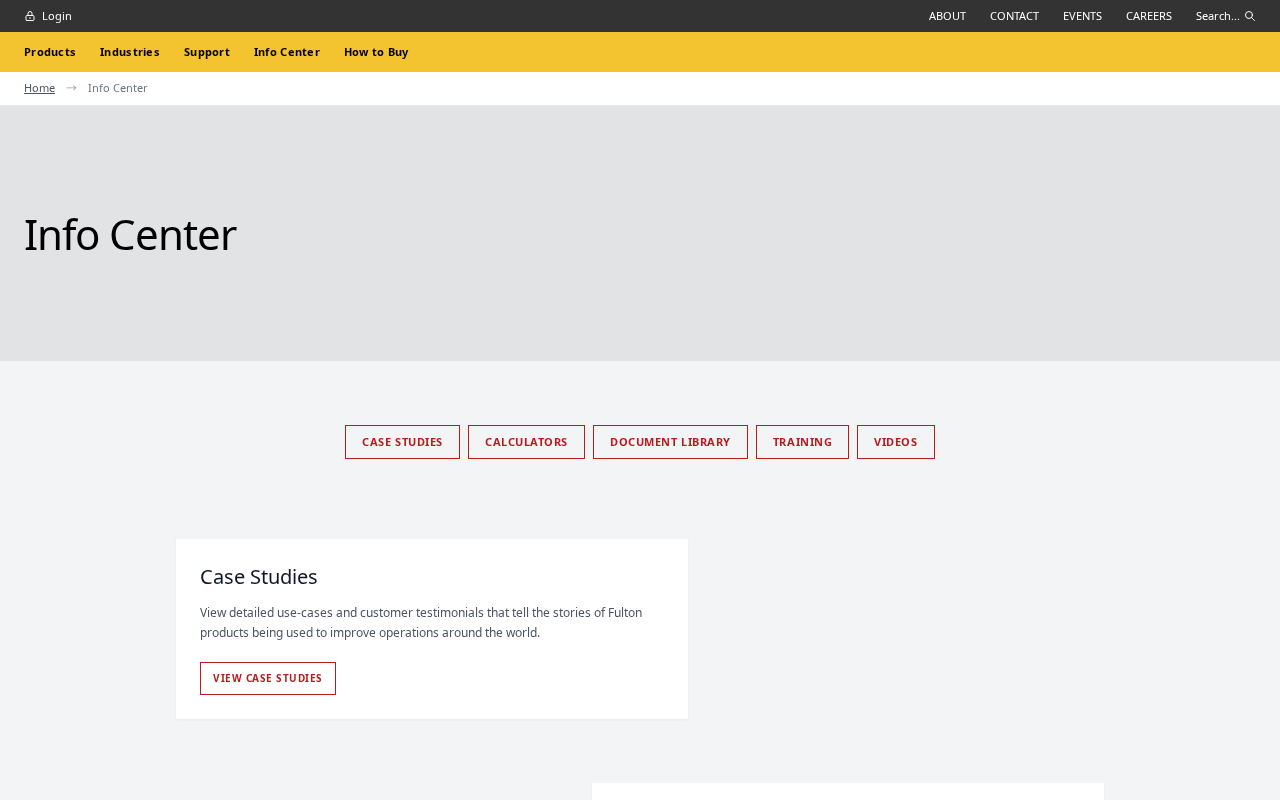 Login
ABOUT CONTACT EVENTS CAREERS Search...
Products Industries Support Info Center How to Buy
Home → Info Center
Info Center
CASE STUDIES CALCULATORS DOCUMENT LIBRARY TRAINING VIDEOS
Case Studies
View detailed use-cases and customer testimonials that tell the stories of Fulton
products being used to improve operations around the world.
VIEW CASE STUDIES